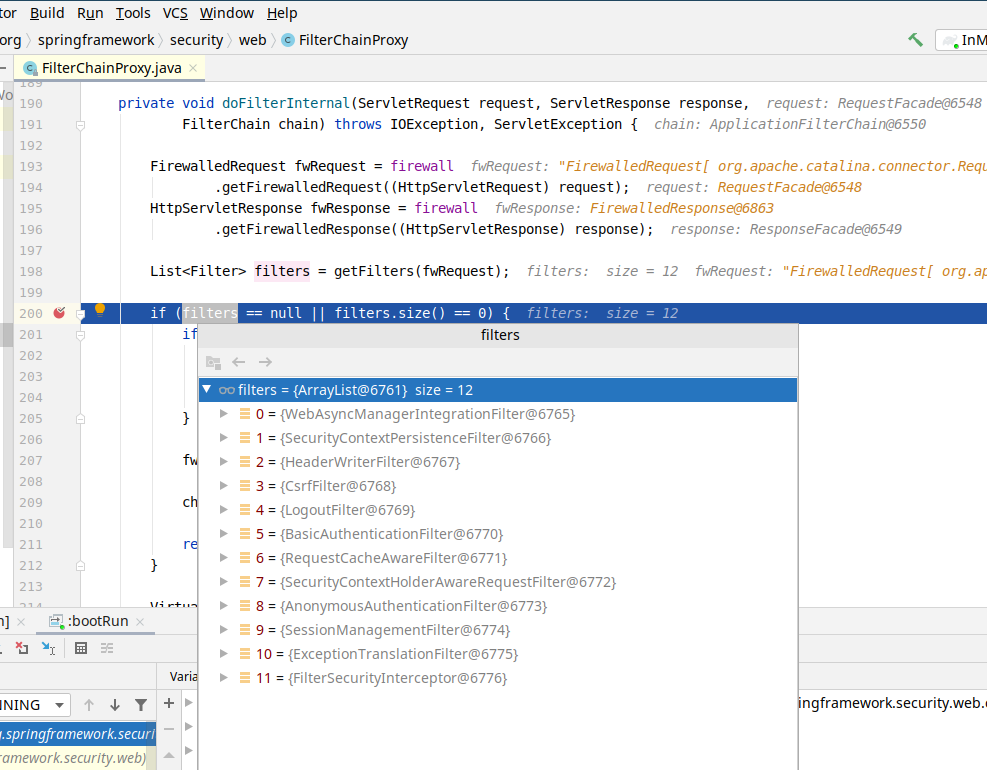 tor Build Run Tools VCS Window Help
org springframework security web C FilterChainProxy InM
C FilterChainProxy.java ×
189
190 private void doFilterInternal(ServletRequest request, ServletResponse response, request: RequestFacade@6548
191 FilterChain chain) throws IOException, ServletException { chain: ApplicationFilterChain@6550
192
193 FirewalledRequest fwRequest = firewall fwRequest: "FirewalledRequest[ org.apache.catalina.connector.Requ
194 .getFirewalledRequest((HttpServletRequest) request); request: RequestFacade@6548
195 HttpServletResponse fwResponse = firewall fwResponse: FirewalledResponse@6863
196 .getFirewalledResponse((HttpServletResponse) response); response: ResponseFacade@6549
197
198 List<Filter> filters = getFilters(fwRequest); filters: size = 12 fwRequest: "FirewalledRequest[ org.ap
199
200 if (filters == null || filters.size() == 0) { filters: size = 12
201 if
filters
202
203
filters = {ArrayList@6761} size = 12
204
0 = {WebAsyncManagerIntegrationFilter@6765}
205 }
1 = {SecurityContextPersistenceFilter@6766}
206
2 = {HeaderWriterFilter@6767}
207 fw
3 = {CsrfFilter@6768}
208
209 ch
4 = {LogoutFilter@6769}
210
5 = {BasicAuthenticationFilter@6770}
211 re
6 = {RequestCacheAwareFilter@6771}
212 }
7 = {SecurityContextHolderAwareRequestFilter@6772}
213
8 = {AnonymousAuthenticationFilter@6773}
214 Virtua
n] × :bootRun ×
9 = {SessionManagementFilter@6774}
10 = {ExceptionTranslationFilter@6775}
Varia
11 = {FilterSecurityInterceptor@6776}
NNING
ingframework.security.web.
g.springframework.securi
ramework.security.web)